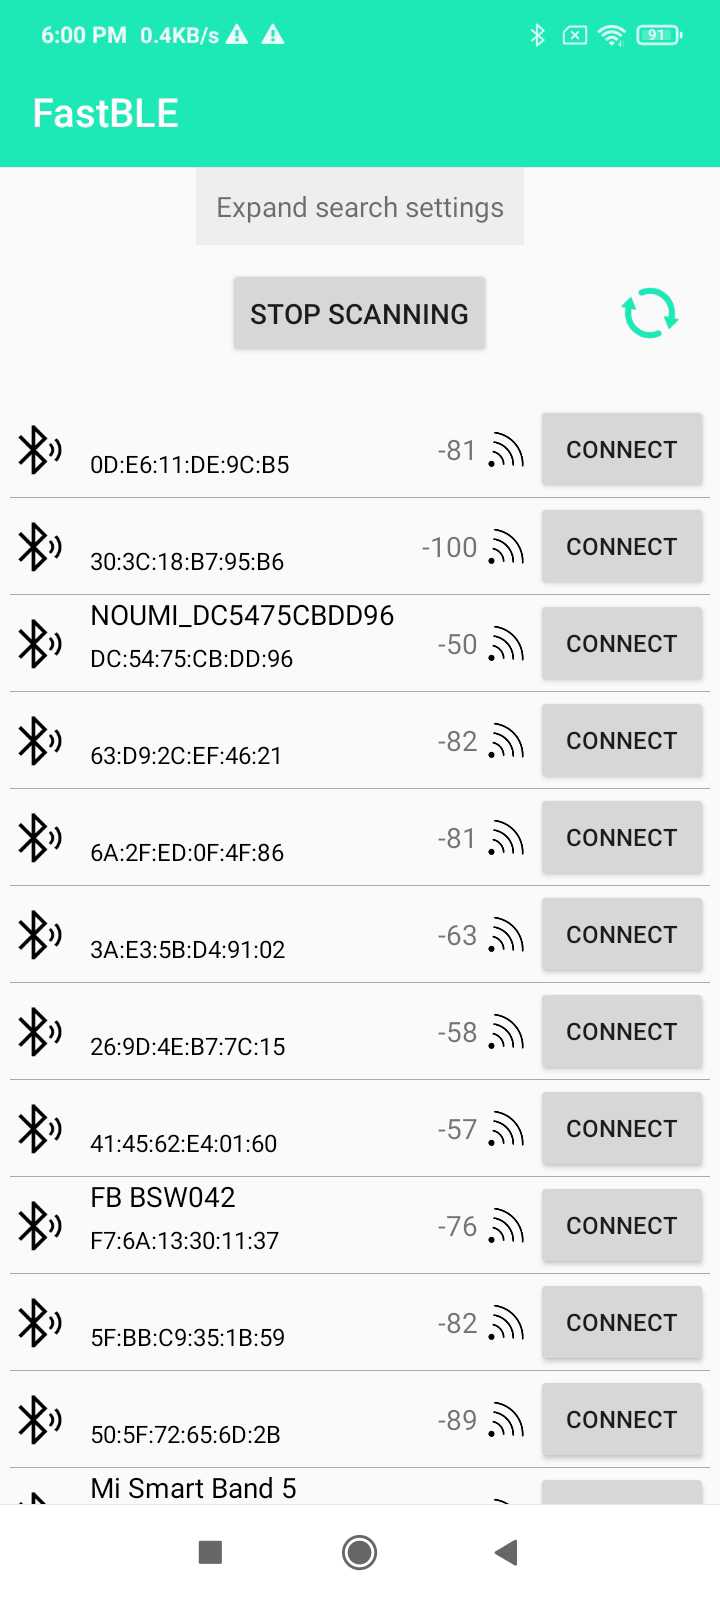 6:00 PM 0.4KB/s 91
FastBLE
Expand search settings
STOP SCANNING
0D:E6:11:DE:9C:B5 -81 CONNECT
30:3C:18:B7:95:B6 -100 CONNECT
NOUMI_DC5475CBDD96
DC:54:75:CB:DD:96 -50 CONNECT
63:D9:2C:EF:46:21 -82 CONNECT
6A:2F:ED:0F:4F:86 -81 CONNECT
3A:E3:5B:D4:91:02 -63 CONNECT
26:9D:4E:B7:7C:15 -58 CONNECT
41:45:62:E4:01:60 -57 CONNECT
FB BSW042
F7:6A:13:30:11:37 -76 CONNECT
5F:BB:C9:35:1B:59 -82 CONNECT
50:5F:72:65:6D:2B -89 CONNECT
Mi Smart Band 5